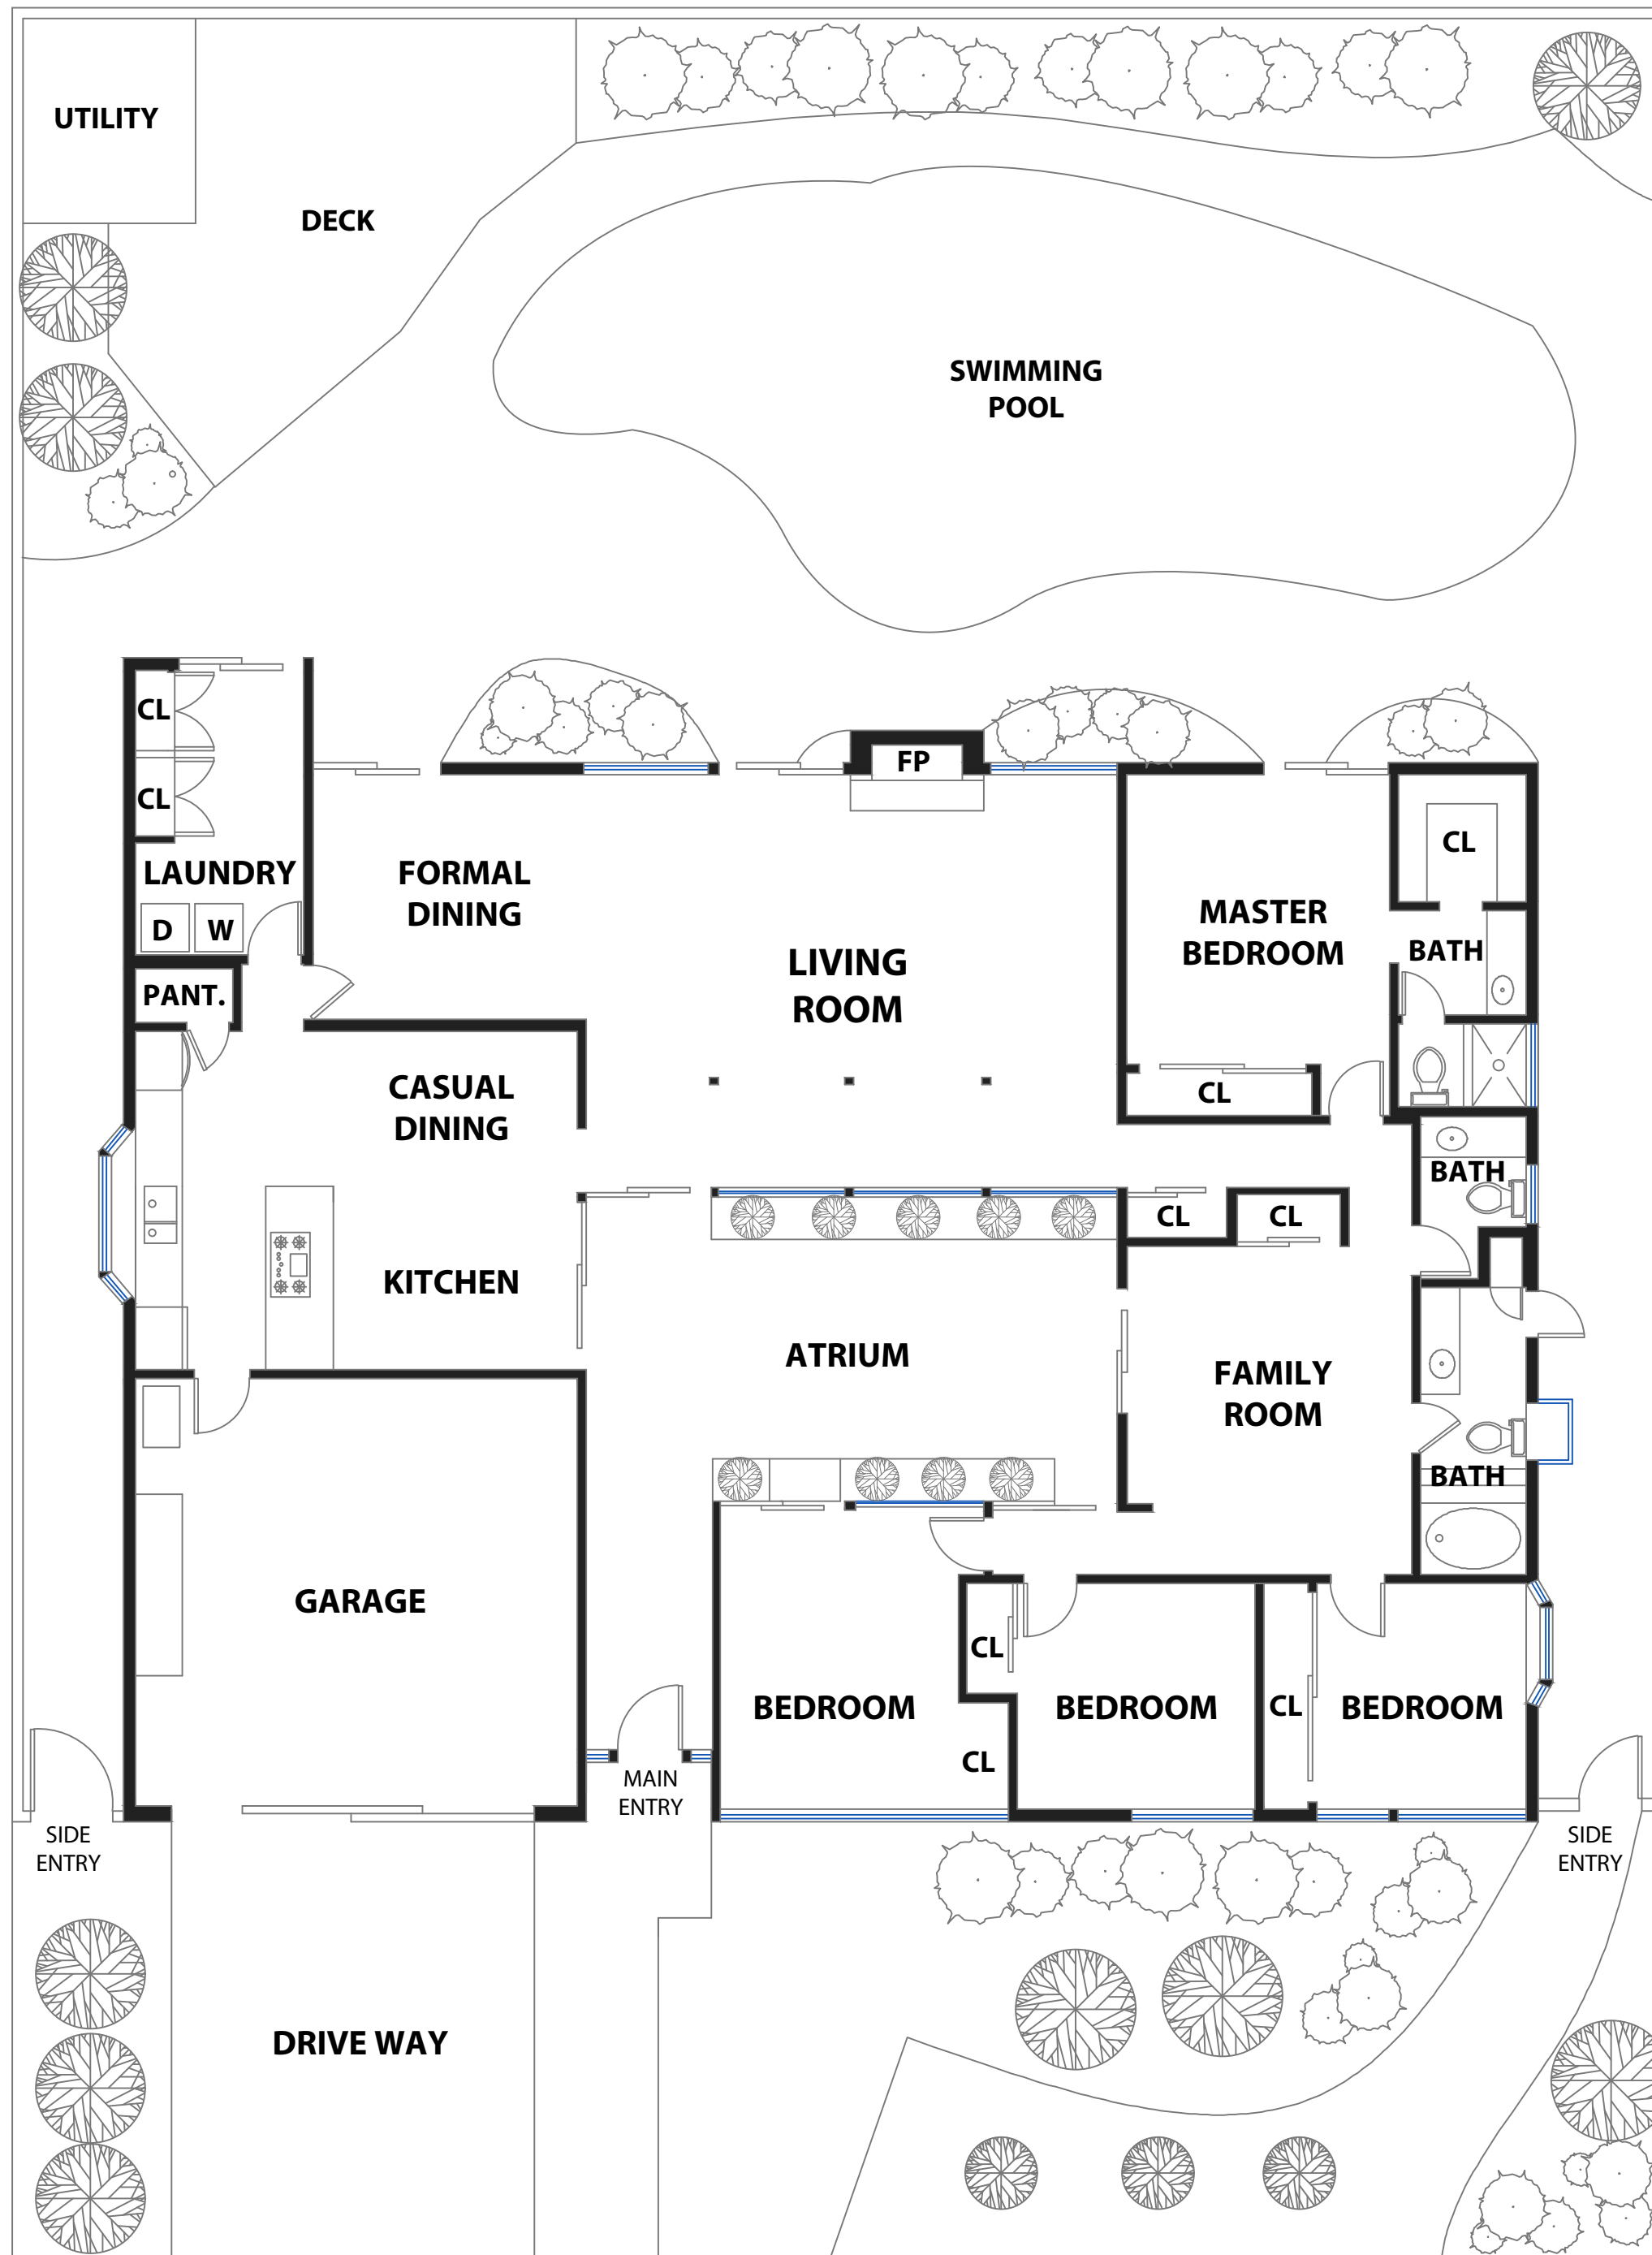 UTILITY
DECK
SWIMMING
POOL
CL
CL
LAUNDRY
D
W
PANT.
FORMAL
DINING
FP
LIVING
ROOM
MASTER
BEDROOM
CL
BATH
CL
CASUAL
DINING
KITCHEN
BATH
CL
CL
ATRIUM
FAMILY
ROOM
BATH
GARAGE
BEDROOM
CL
CL
BEDROOM
CL
BEDROOM
MAIN
ENTRY
SIDE
ENTRY
SIDE
ENTRY
DRIVE WAY